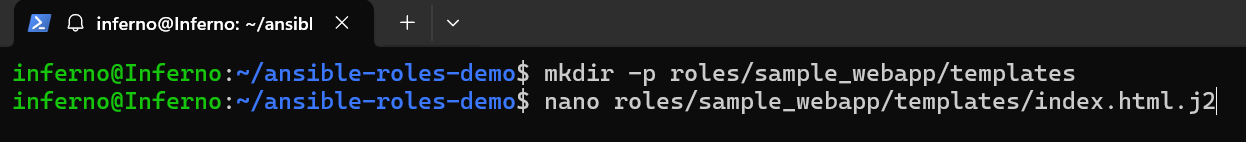 inferno@Inferno: ~/ansibl
inferno@Inferno:~/ansible-roles-demo$ mkdir -p roles/sample_webapp/templates
inferno@Inferno:~/ansible-roles-demo$ nano roles/sample_webapp/templates/index.html.j2